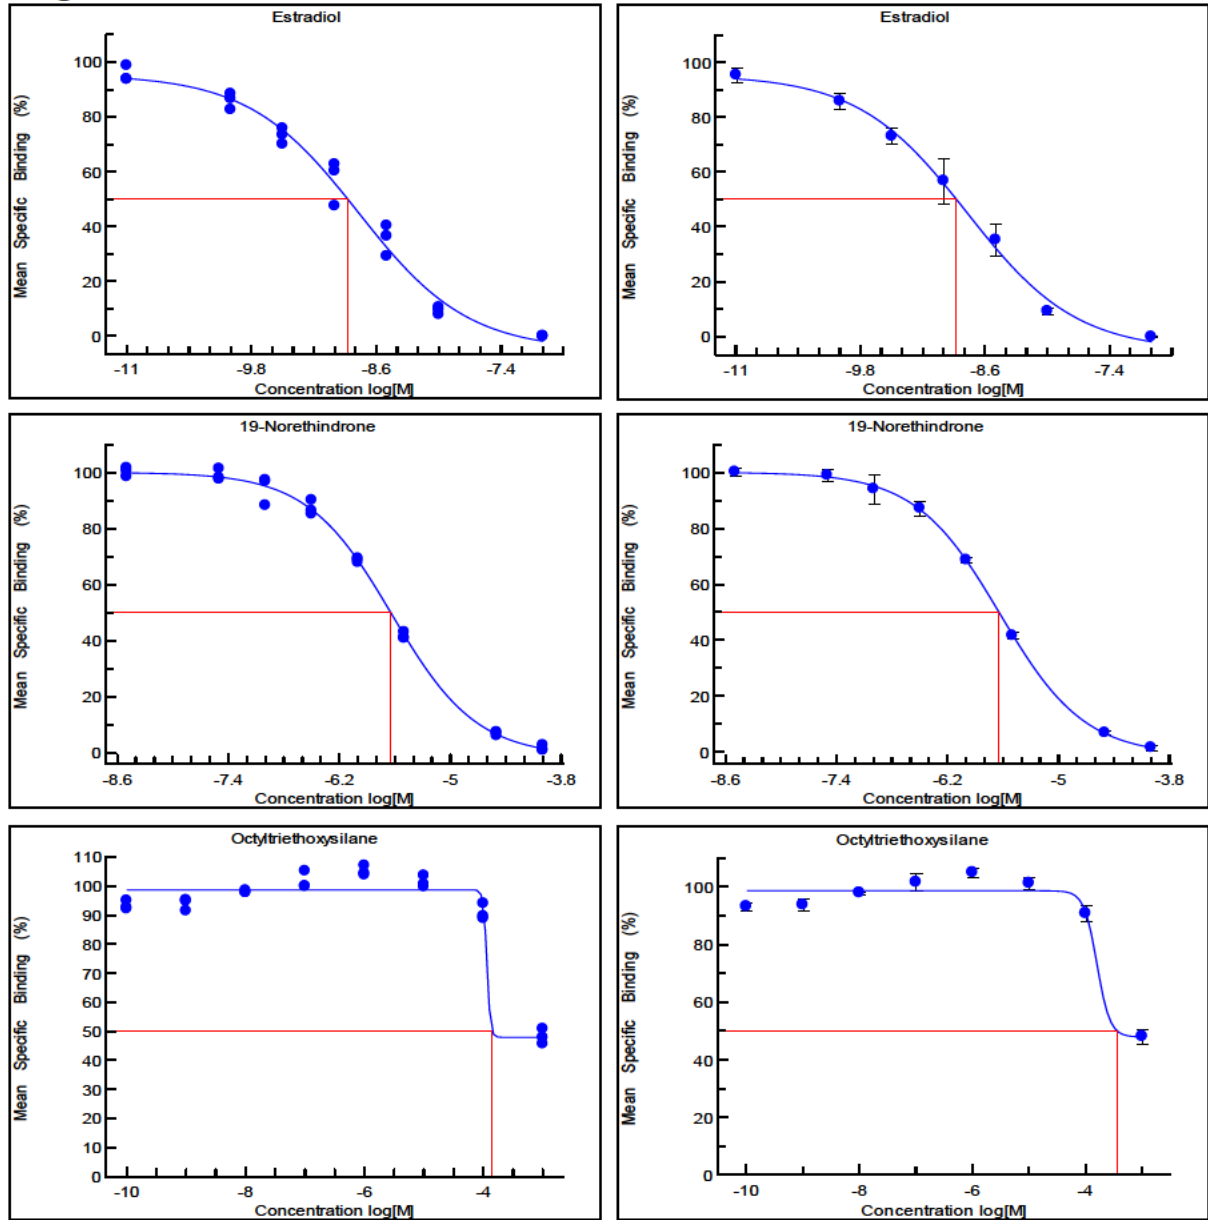 Estradiol
Mean Specific Binding (%)
100
80
60
40
20
0
-11 -9.8 -8.6 -7.4
Concentration log[M]
Estradiol
Mean Specific Binding (%)
100
80
60
40
20
0
-11 -9.8 -8.6 -7.4
Concentration log[M]
19-Norethindrone
Mean Specific Binding (%)
100
80
60
40
20
0
-8.6 -7.4 -6.2 -5 -3.8
Concentration log[M]
19-Norethindrone
Mean Specific Binding (%)
100
80
60
40
20
0
-8.6 -7.4 -6.2 -5 -3.8
Concentration log[M]
Octyltriethoxysilane
Mean Specific Binding (%)
110
100
90
80
70
60
50
40
30
20
10
0
-10 -8 -6 -4
Concentration log[M]
Octyltriethoxysilane
Mean Specific Binding (%)
100
80
60
40
20
0
-10 -8 -6 -4
Concentration log[M]